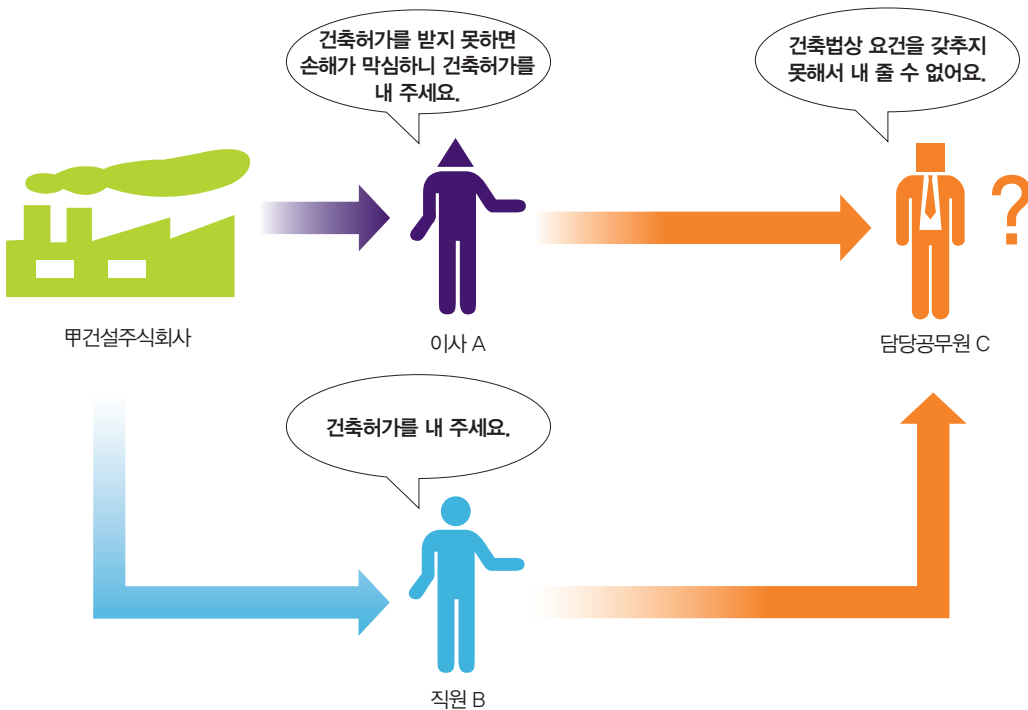 건축허가를 받지 못하면
손해가 막심하니 건축허가를
내 주세요.
건축법상 요건을 갖추지
못해서 내 줄 수 없어요.
?
甲건설주식회사
이사 A
담당공무원 C
건축허가를 내 주세요.
직원 B